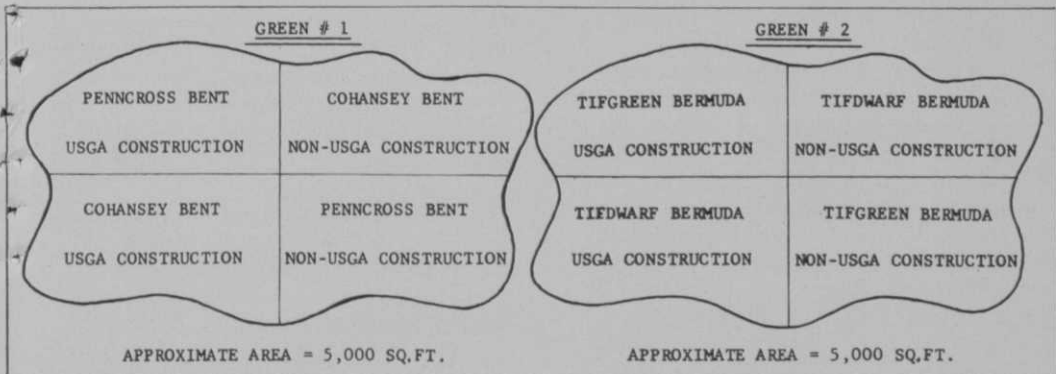 GREEN # 1
PENNCROSS BENT
USGA CONSTRUCTION
COHANSEY BENT
NON-USGA CONSTRUCTION
COHANSEY BENT
USGA CONSTRUCTION
PENNCROSS BENT
NON-USGA CONSTRUCTION
APPROXIMATE AREA = 5,000 SQ.FT.
GREEN # 2
TIFGREEN BERMUDA
USGA CONSTRUCTION
TIFDWARF BERMUDA
NON-USGA CONSTRUCTION
TIFDWARF BERMUDA
USGA CONSTRUCTION
TIFGREEN BERMUDA
NON-USGA CONSTRUCTION
APPROXIMATE AREA = 5,000 SQ.FT.